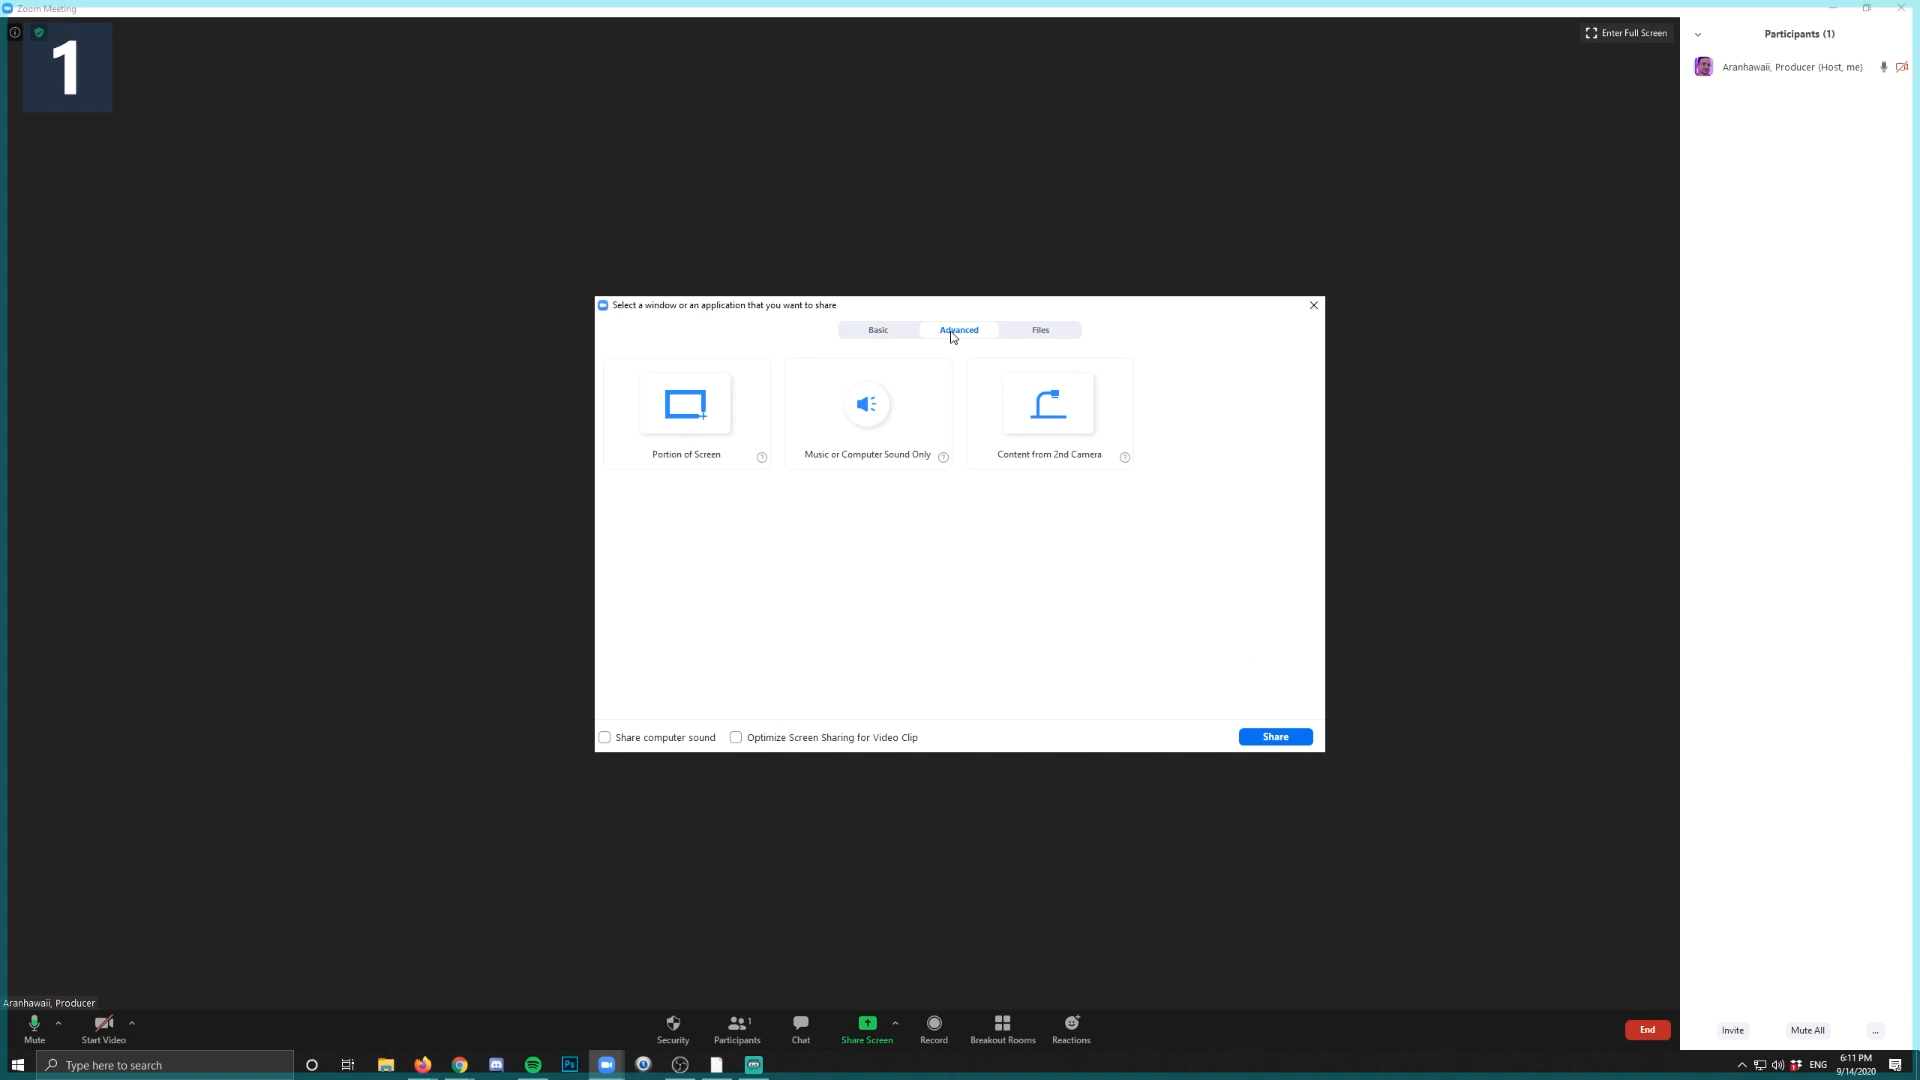 Zoom Meeting
1
Enter Full Screen
Participants (1)
Aranhawaii, Producer (Host, me)
Select a window or an application that you want to share
Basic
Advanced
Files
Portion of Screen
Music or Computer Sound Only
Content from 2nd Camera
Share computer sound
Optimize Screen Sharing for Video Clip
Share
Aranhawaii, Producer
Mute
Start Video
Security
1
Participants
Chat
Share Screen
Record
Breakout Rooms
Reactions
End
Invite
Mute All
...
Type here to search
Ps
ENG
6:11 PM
9/14/2020